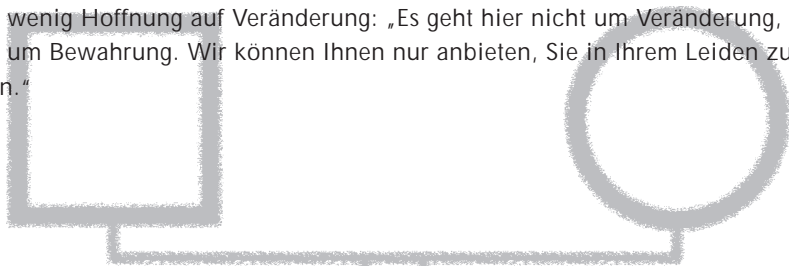 wenig Hoffnung auf Veränderung: „Es geht hier nicht um Veränderung,
um Bewahrung. Wir können Ihnen nur anbieten, Sie in Ihrem Leiden zu
n.“